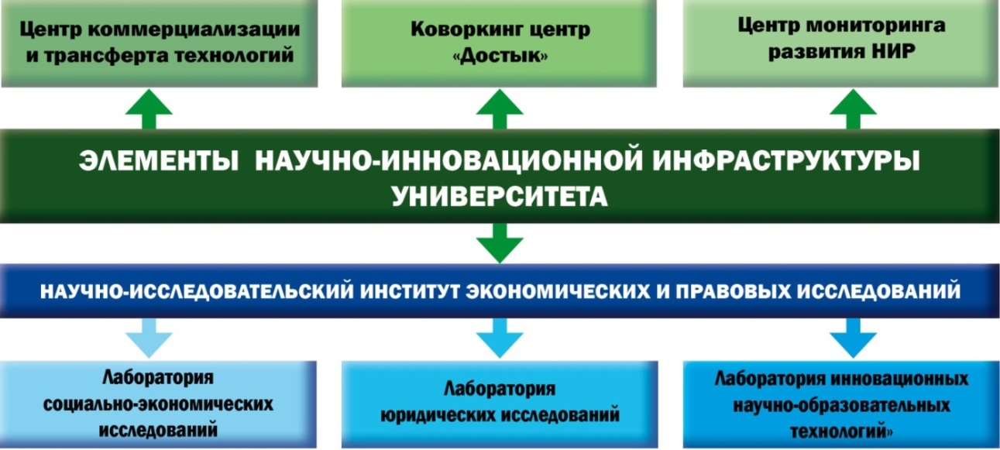 Центр коммерциализации
и трансферта технологий
Коворкинг центр
«Достык»
Центр мониторинга
развития НИР
ЭЛЕМЕНТЫ НАУЧНО-ИННОВАЦИОННОЙ ИНФРАСТРУКТУРЫ
УНИВЕРСИТЕТА
НАУЧНО-ИССЛЕДОВАТЕЛЬСКИЙ ИНСТИТУТ ЭКОНОМИЧЕСКИХ И ПРАВОВЫХ ИССЛЕДОВАНИЙ
Лаборатория
социально-экономических
исследований
Лаборатория
юридических исследований
Лаборатория инновационных
научно-образовательных
технологий»